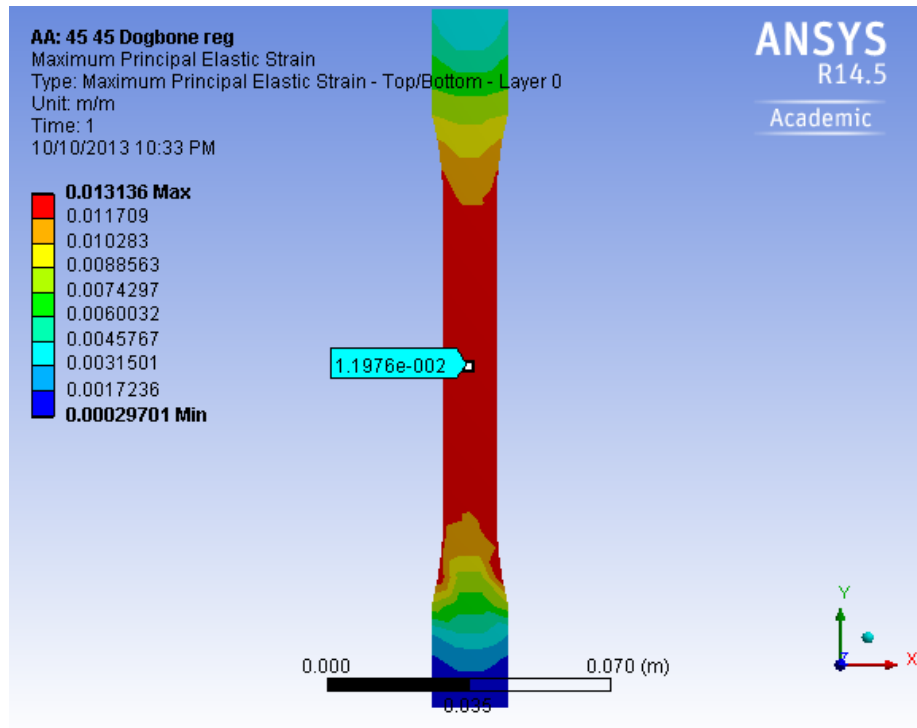 AA: 45 45 Dogbone reg
Maximum Principal Elastic Strain
Type: Maximum Principal Elastic Strain - Top/Bottom - Layer 0
Unit: m/m
Time: 1
10/10/2013 10:33 PM
ANSYS
R14.5
Academic
0.013136 Max
0.011709
0.010283
0.0088563
0.0074297
0.0060032
0.0045767
0.0031501
0.0017236
0.00029701 Min
1.1976e-002
0.000
0.070 (m)
0.035
Y
Z
X